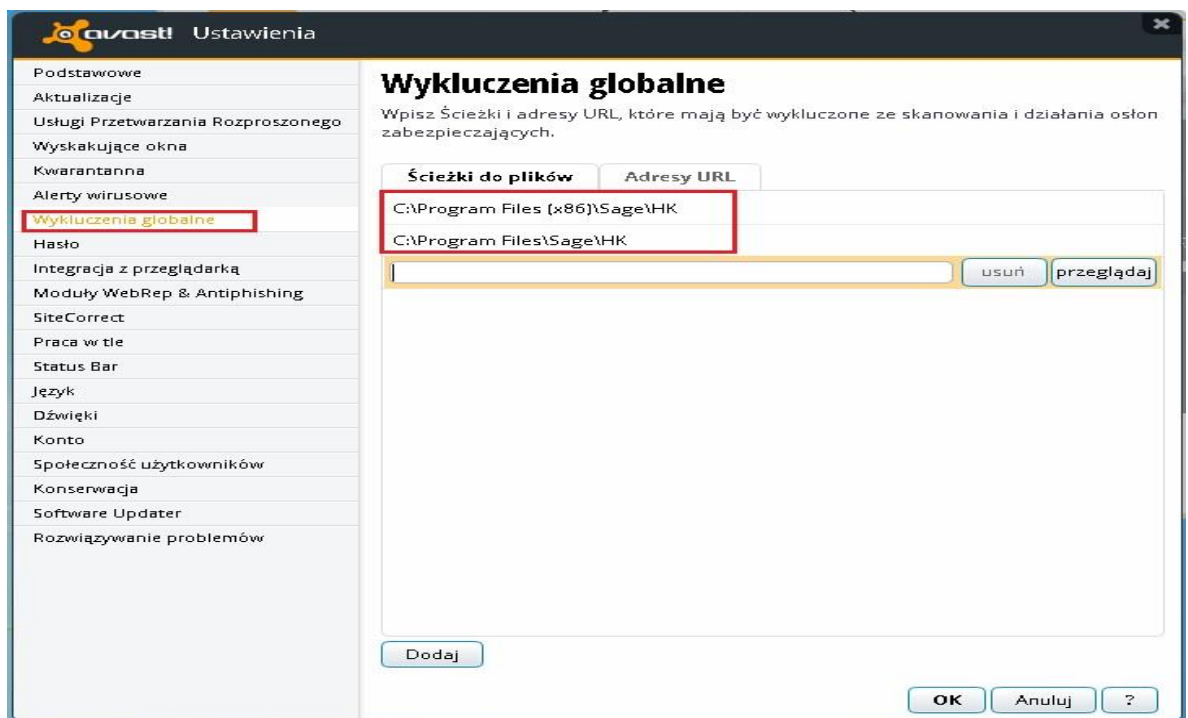 avast! Ustawienia
Podstawowe
Aktualizacje
Usługi Przetwarzania Rozproszonego
Wyskakujące okna
Kwarantanna
Alerty wirusowe
Wykluczenia globalne
Hasło
Integracja z przeglądarką
Moduły WebRep & Antiphishing
SiteCorrect
Praca w tle
Status Bar
Język
Dźwięki
Konto
Społeczność użytkowników
Konserwacja
Software Updater
Rozwiązywanie problemów
Wykluczenia globalne
Wpisz Ścieżki i adresy URL, które mają być wykluczone ze skanowania i działania osłon
zabezpieczających.
Ścieżki do plików Adresy URL
C:\Program Files (x86)\Sage\HK
C:\Program Files\Sage\HK
usuń przeglądaj
Dodaj
OK Anuluj ?